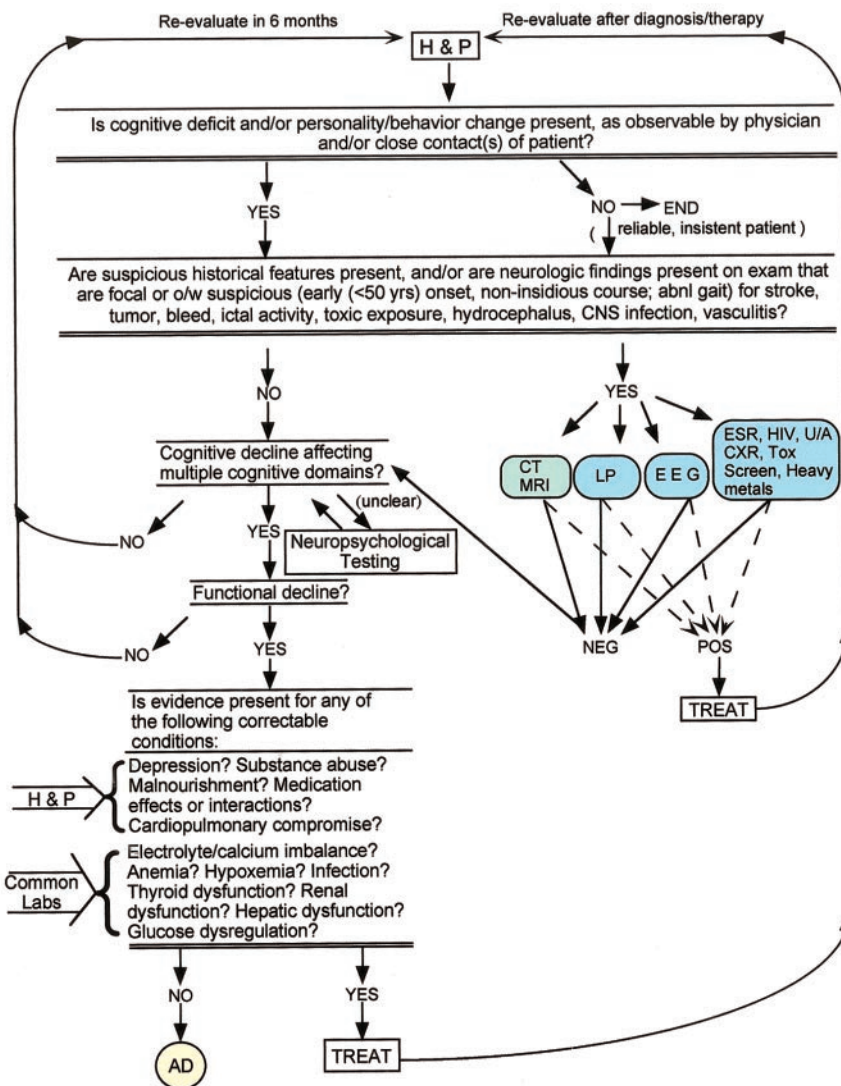 Re-evaluate in 6 months
Re-evaluate after diagnosis/therapy
H & P
Is cognitive deficit and/or personality/behavior change present, as observable by physician
and/or close contact(s) of patient?
YES
NO
END
( reliable, insistent patient )
Are suspicious historical features present, and/or are neurologic findings present on exam that
are focal or o/w suspicious (early (<50 yrs) onset, non-insidious course; abnl gait) for stroke,
tumor, bleed, ictal activity, toxic exposure, hydrocephalus, CNS infection, vasculitis?
NO
YES
Cognitive decline affecting
multiple cognitive domains?
CT
MRI
LP
E E G
ESR, HIV, U/A
CXR, Tox
Screen, Heavy
metals
(unclear)
NO
YES
Neuropsychological
Testing
Functional decline?
NO
YES
NEG
POS
TREAT
Is evidence present for any of
the following correctable
conditions:
H & P
Depression? Substance abuse?
Malnourishment? Medication
effects or interactions?
Cardiopulmonary compromise?
Common
Labs
Electrolyte/calcium imbalance?
Anemia? Hypoxemia? Infection?
Thyroid dysfunction? Renal
dysfunction? Hepatic dysfunction?
Glucose dysregulation?
NO
YES
AD
TREAT